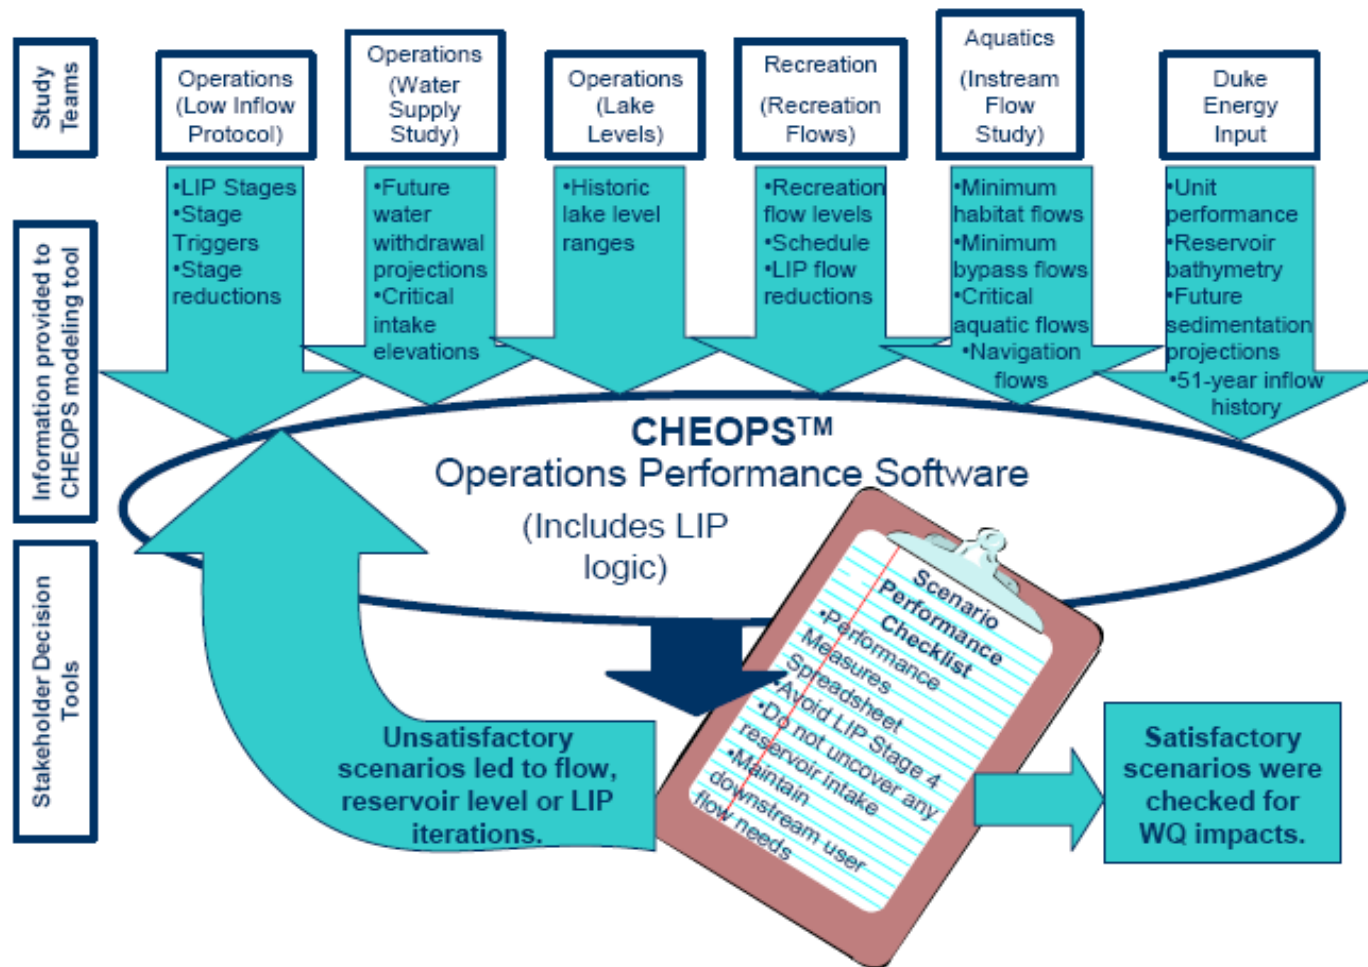 Study
Teams
Operations
(Low Inflow
Protocol)
Operations
(Water
Supply
Study)
Operations
(Lake
Levels)
Recreation
(Recreation
Flows)
Aquatics
(Instream
Flow
Study)
Duke
Energy
Input
Information provided to
CHEOPS modeling tool
•LIP Stages
•Stage
Triggers
•Stage
reductions
•Future
water
withdrawal
projections
•Critical
intake
elevations
•Historic
lake level
ranges
•Recreation
flow levels
•Schedule
•LIP flow
reductions
•Minimum
habitat flows
•Minimum
bypass flows
•Critical
aquatic flows
•Navigation
flows
•Unit
performance
•Reservoir
bathymetry
•Future
sedimentation
projections
•51-year inflow
history
CHEOPS™
Operations Performance Software
(Includes LIP
logic)
Stakeholder Decision
Tools
Unsatisfactory
scenarios led to flow,
reservoir level or LIP
iterations.
Scenario
Performance
Checklist
•Performance
Measures
Spreadsheet
•Avoid LIP Stage 4
•Do not uncover any
reservoir intake
•Maintain
downstream user
flow needs
Satisfactory
scenarios were
checked for
WQ impacts.